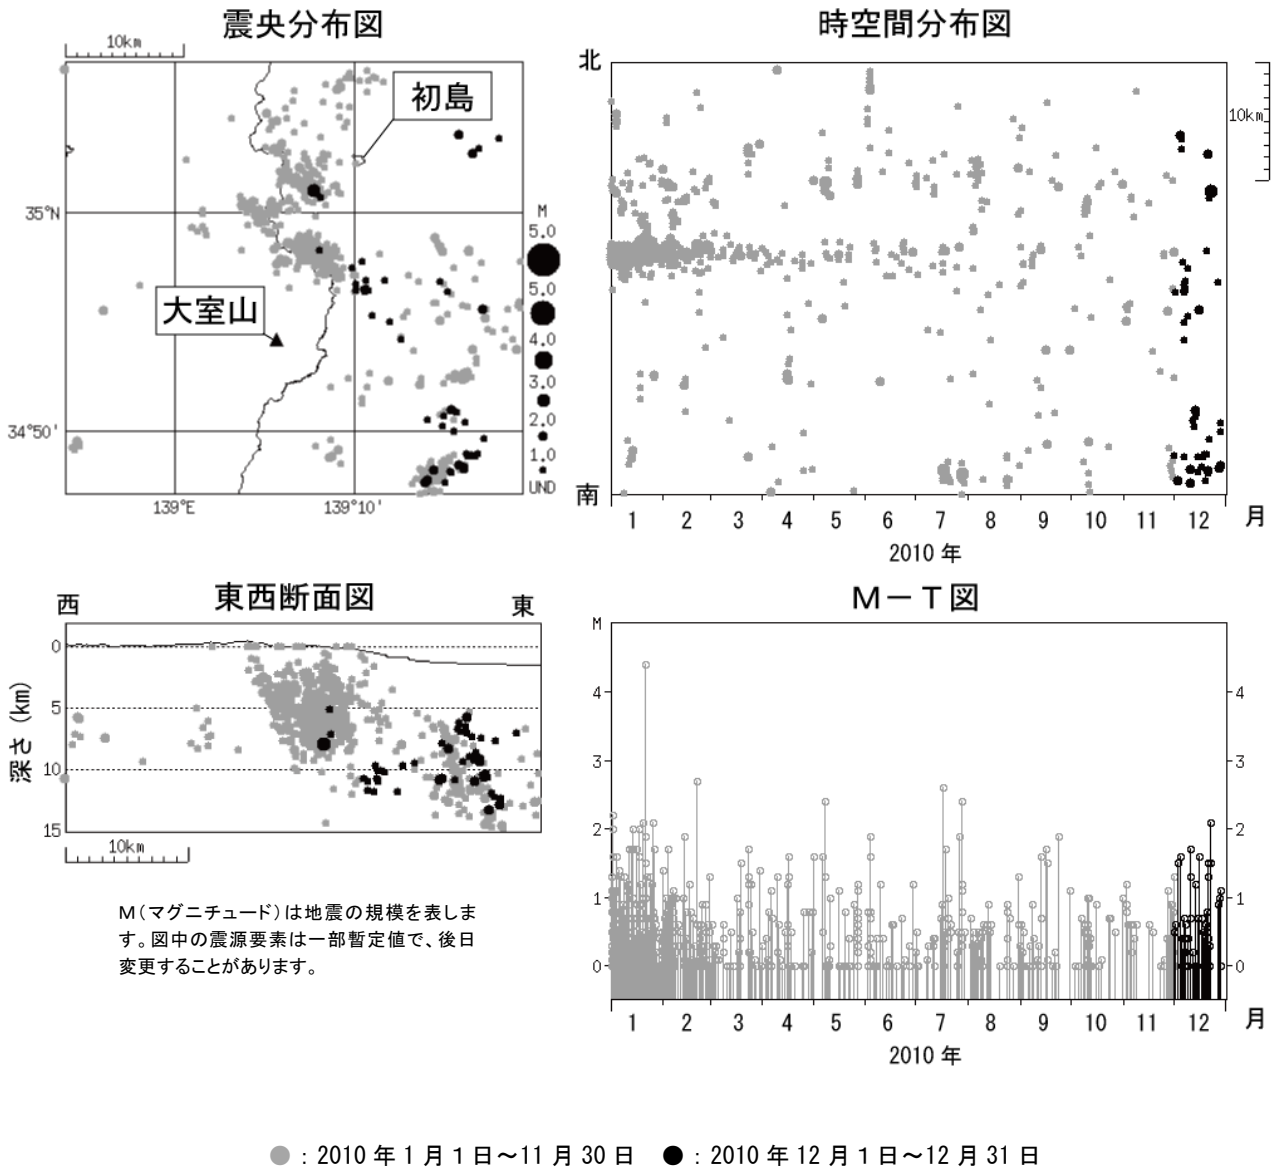 震央分布図
10km
初島
大室山
35°N
34°50'
139°E
139°10'
M
5.0
5.0
4.0
3.0
2.0
1.0
UND
時空間分布図
北
南
10km
1 2 3 4 5 6 7 8 9 10 11 12 月
2010 年
東西断面図
西
東
0
5
10
15
深さ (km)
10km
M(マグニチュード)は地震の規模を表しま
す。図中の震源要素は一部暫定値で、後日
変更することがあります。
M-T図
M
4
3
2
1
0
4
3
2
1
0
1 2 3 4 5 6 7 8 9 10 11 12 月
2010 年
●:2010 年 1 月 1 日~11 月 30 日 ●:2010 年 12 月 1 日~12 月 31 日